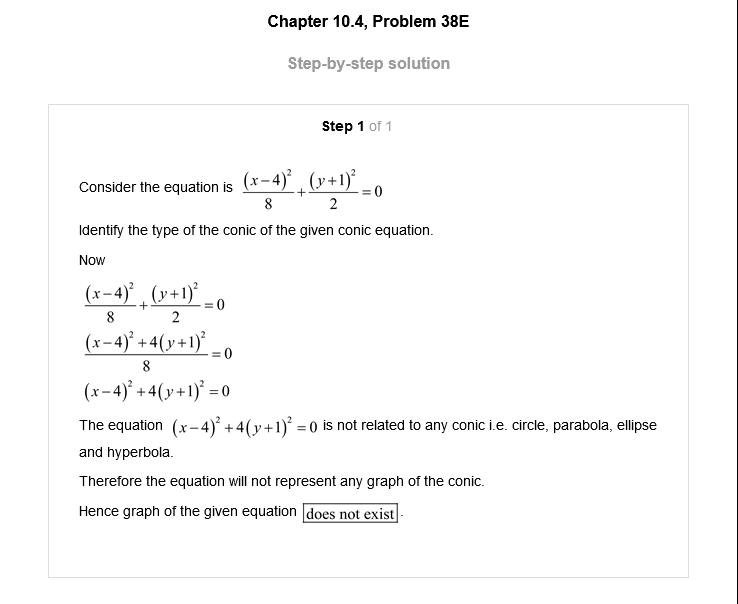 Chapter 10.4, Problem 38E
Step-by-step solution
Step 1 of 1
Consider the equation is (x−4)²/8 + (y+1)²/2 = 0
Identify the type of the conic of the given conic equation.
Now
(x−4)²/8 + (y+1)²/2 = 0
((x−4)² + 4(y+1)²)/8 = 0
(x−4)² + 4(y+1)² = 0
The equation (x−4)² + 4(y+1)² = 0 is not related to any conic i.e. circle, parabola, ellipse
and hyperbola.
Therefore the equation will not represent any graph of the conic.
Hence graph of the given equation does not exist.